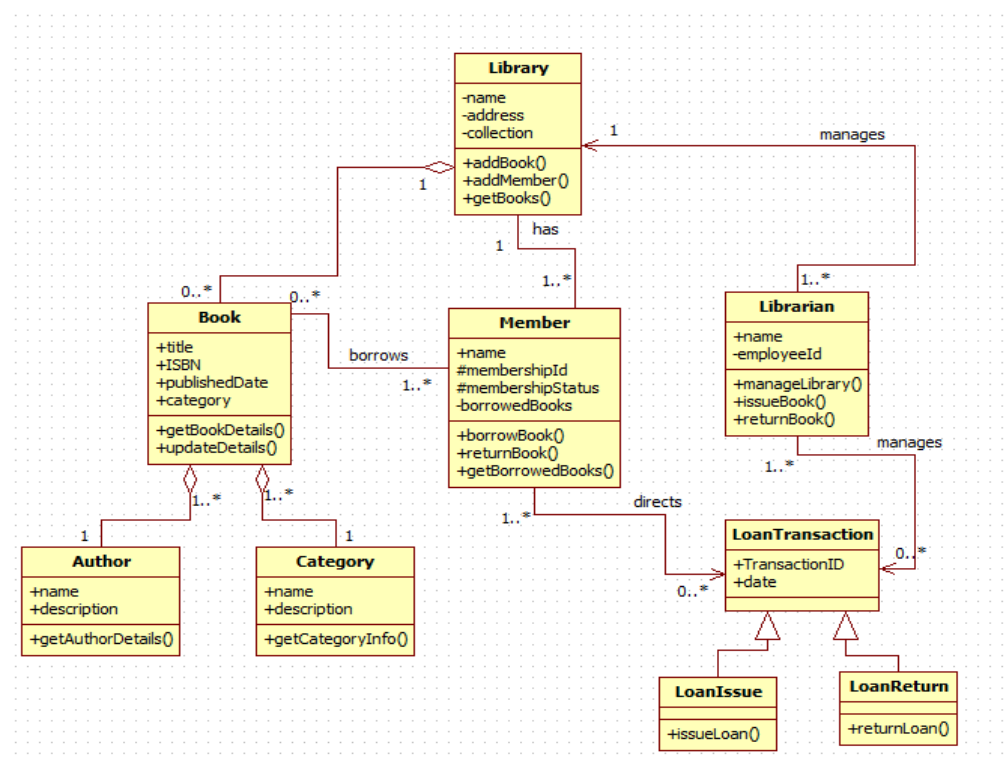 Library
-name
-address
-collection
+addBook()
+addMember()
+getBooks()
1
manages
1
has
1
1..*
1..*
0..*
0..*
Book
+title
+ISBN
+publishedDate
+category
+getBookDetails()
+updateDetails()
borrows
1..*
Member
+name
#membershipId
#membershipStatus
-borrowedBooks
+borrowBook()
+returnBook()
+getBorrowedBooks()
Librarian
+name
-employeeId
+manageLibrary()
+issueBook()
+returnBook()
manages
1..*
1..*
1..*
1
1
1..*
directs
0..*
0..*
Author
+name
+description
+getAuthorDetails()
Category
+name
+description
+getCategoryInfo()
LoanTransaction
+TransactionID
+date
LoanIssue
+issueLoan()
LoanReturn
+returnLoan()